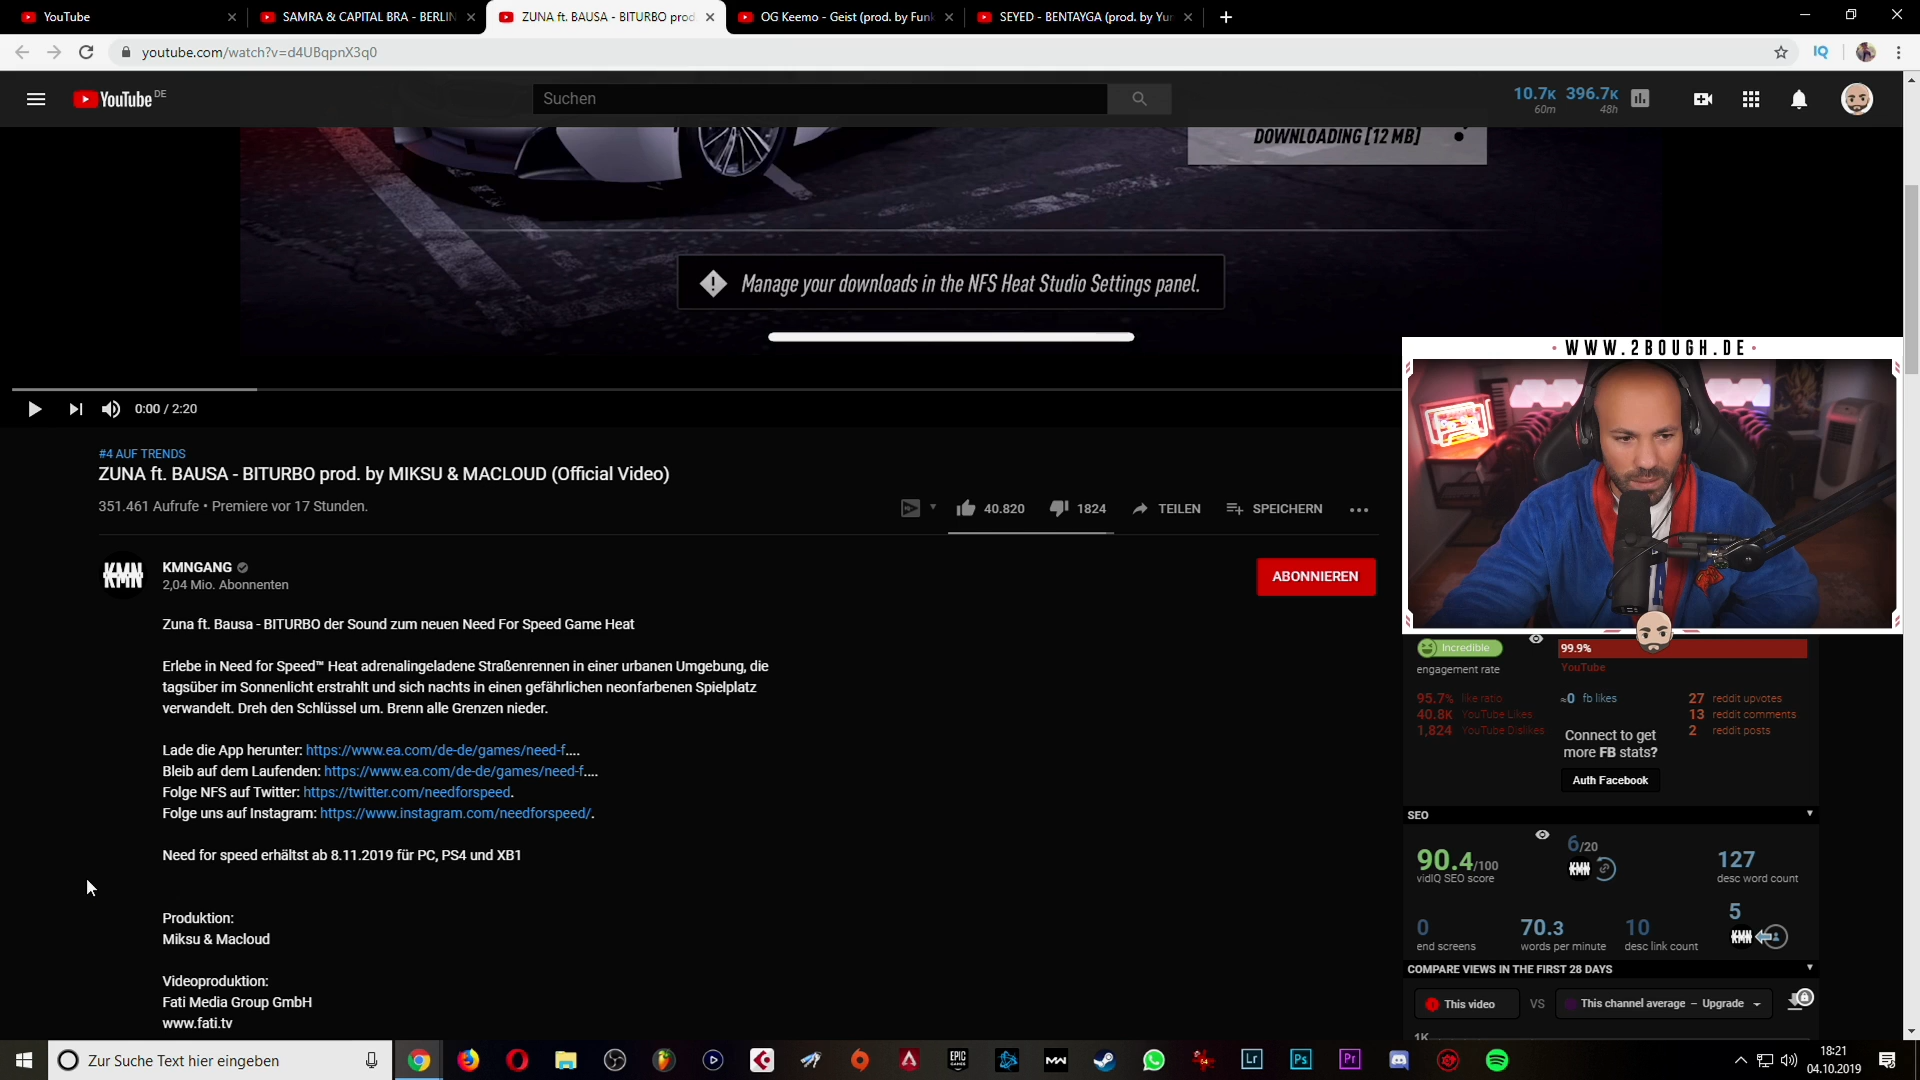 YouTube
SAMRA & CAPITAL BRA - BERLIN
ZUNA ft. BAUSA - BITURBO prod.
OG Keemo - Geist (prod. by Funk
SEYED - BENTAYGA (prod. by Yur
youtube.com/watch?v=d4UBqpnX3q0
IQ
YouTube DE
Suchen
10.7K 396.7K
60m 48h
DOWNLOADING [12 MB]
Manage your downloads in the NFS Heat Studio Settings panel.
WWW.2BOUGH.DE
0:00 / 2:20
#4 AUF TRENDS
ZUNA ft. BAUSA - BITURBO prod. by MIKSU & MACLOUD (Official Video)
351.461 Aufrufe • Premiere vor 17 Stunden.
40.820 1824 TEILEN SPEICHERN
KMN
KMNGANG
2,04 Mio. Abonnenten
ABONNIEREN
Zuna ft. Bausa - BITURBO der Sound zum neuen Need For Speed Game Heat
Erlebe in Need for Speed™ Heat adrenalingeladene Straßenrennen in einer urbanen Umgebung, die
tagsüber im Sonnenlicht erstrahlt und sich nachts in einen gefährlichen neonfarbenen Spielplatz
verwandelt. Dreh den Schlüssel um. Brenn alle Grenzen nieder.
Lade die App herunter: https://www.ea.com/de-de/games/need-f....
Bleib auf dem Laufenden: https://www.ea.com/de-de/games/need-f....
Folge NFS auf Twitter: https://twitter.com/needforspeed.
Folge uns auf Instagram: https://www.instagram.com/needforspeed/.
Need for speed erhältst ab 8.11.2019 für PC, PS4 und XB1
Produktion:
Miksu & Macloud
Videoproduktion:
Fati Media Group GmbH
www.fati.tv
Incredible
engagement rate
99.9%
YouTube
95.7% like ratio
40.8K YouTube Likes
1,824 YouTube Dislikes
≈0 fb likes
Connect to get
more FB stats?
Auth Facebook
27 reddit upvotes
13 reddit comments
2 reddit posts
SEO
90.4/100
vidIQ SEO score
6/20
KMN
127
desc word count
0
end screens
70.3
words per minute
10
desc link count
5
KMN
COMPARE VIEWS IN THE FIRST 28 DAYS
This video VS This channel average – Upgrade
1K
Zur Suche Text hier eingeben
EPIC
GAMES
MW
64
Lr
Ps
Pr
18:21
04.10.2019